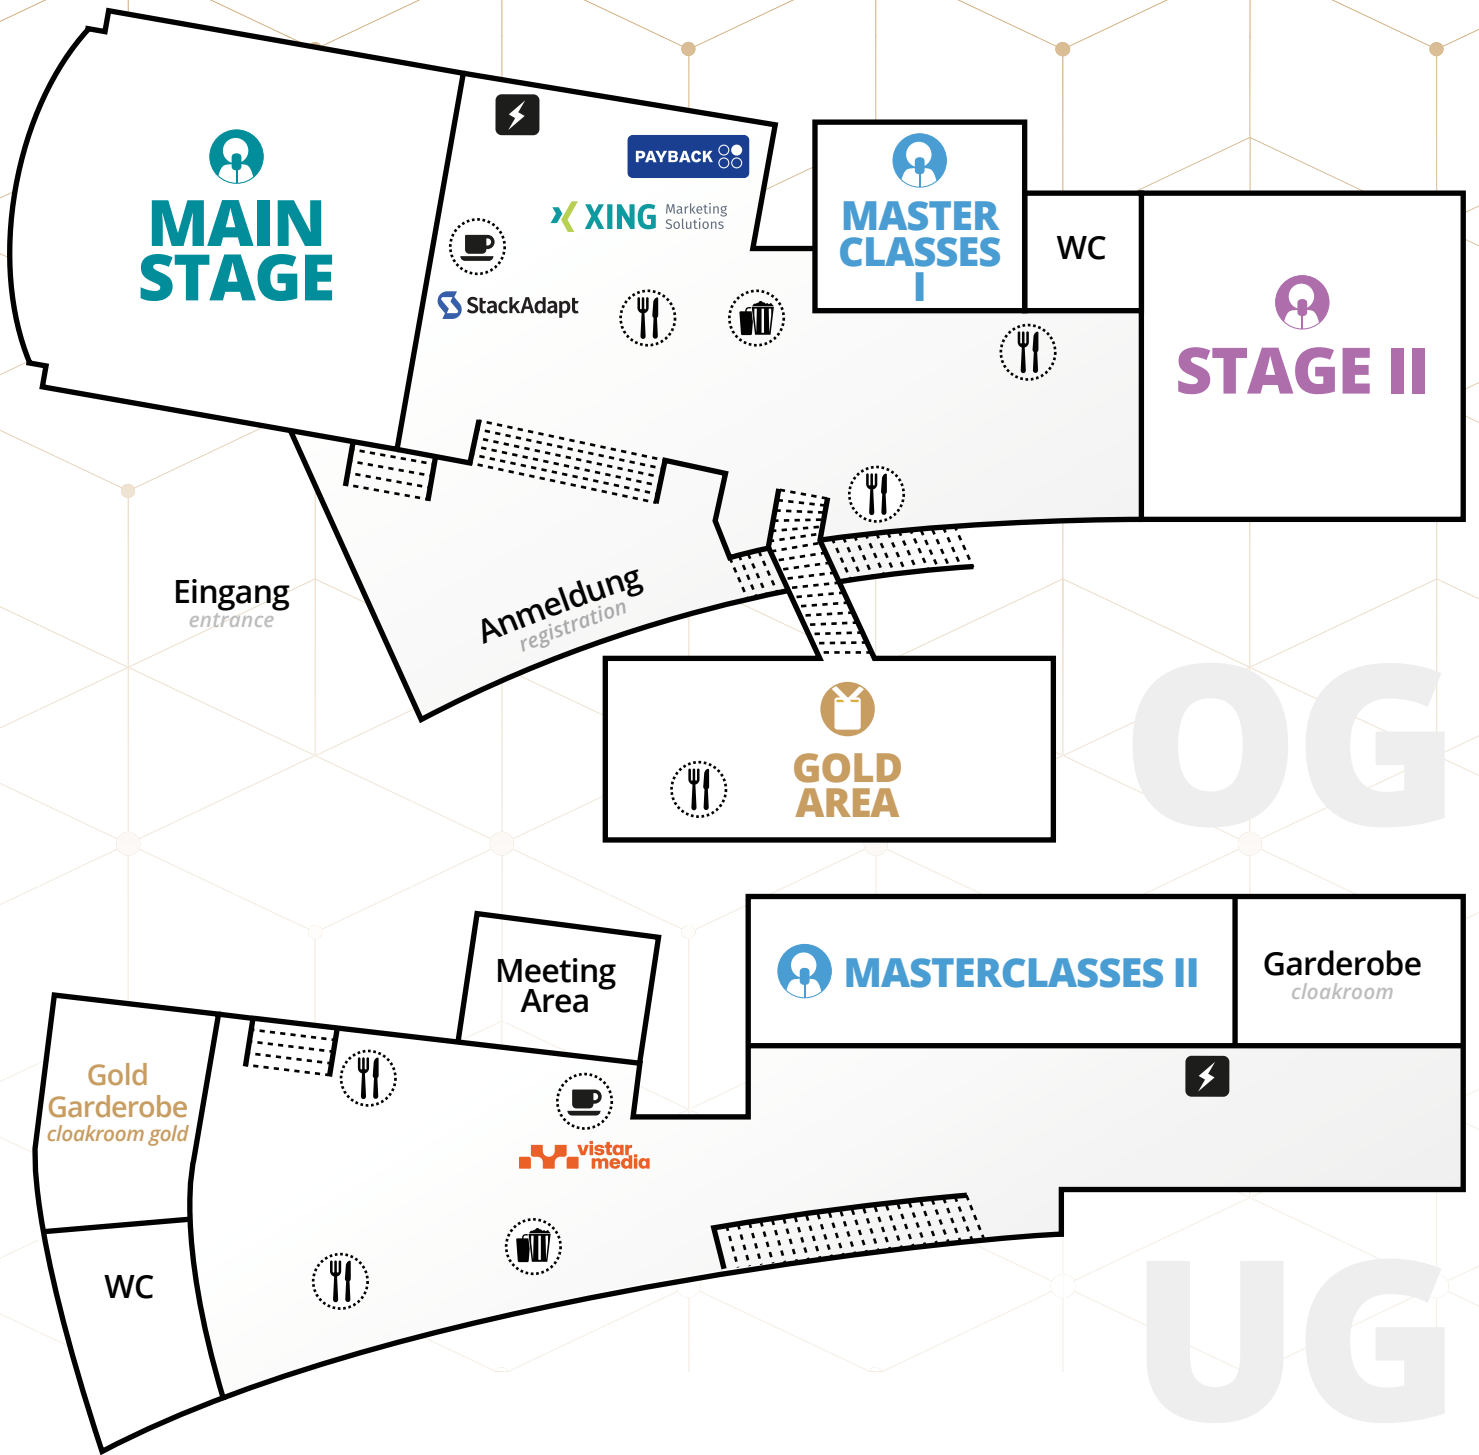 MAIN
STAGE
PAYBACK
XING Marketing
Solutions
StackAdapt
MASTER
CLASSES
I
WC
STAGE II
Eingang
entrance
Anmeldung
registration
GOLD
AREA
OG
Meeting
Area
MASTERCLASSES II
Garderobe
cloakroom
Gold
Garderobe
cloakroom gold
vistar
media
WC
UG